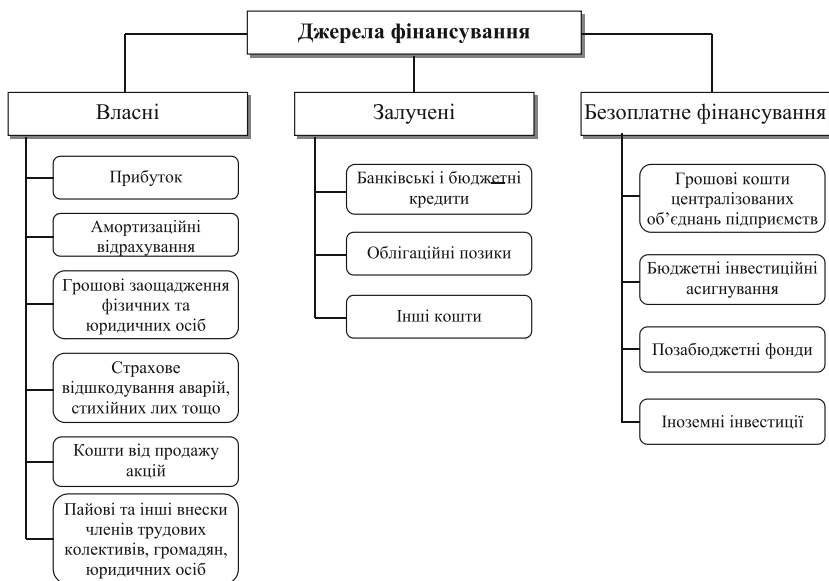 Джерела фінансування
Власні
Прибуток
Амортизаційні
відрахування
Грошові заощадження
фізичних та
юридичних осіб
Страхове
відшкодування аварій,
стихійних лих тощо
Кошти від продажу
акцій
Пайові та інші внески
членів трудових
колективів, громадян,
юридичних осіб
Залучені
Банківські і бюджетні
кредити
Облігаційні позики
Інші кошти
Безоплатне фінансування
Грошові кошти
централізованих
об’єднань підприємств
Бюджетні інвестиційні
асигнування
Позабюджетні фонди
Іноземні інвестиції